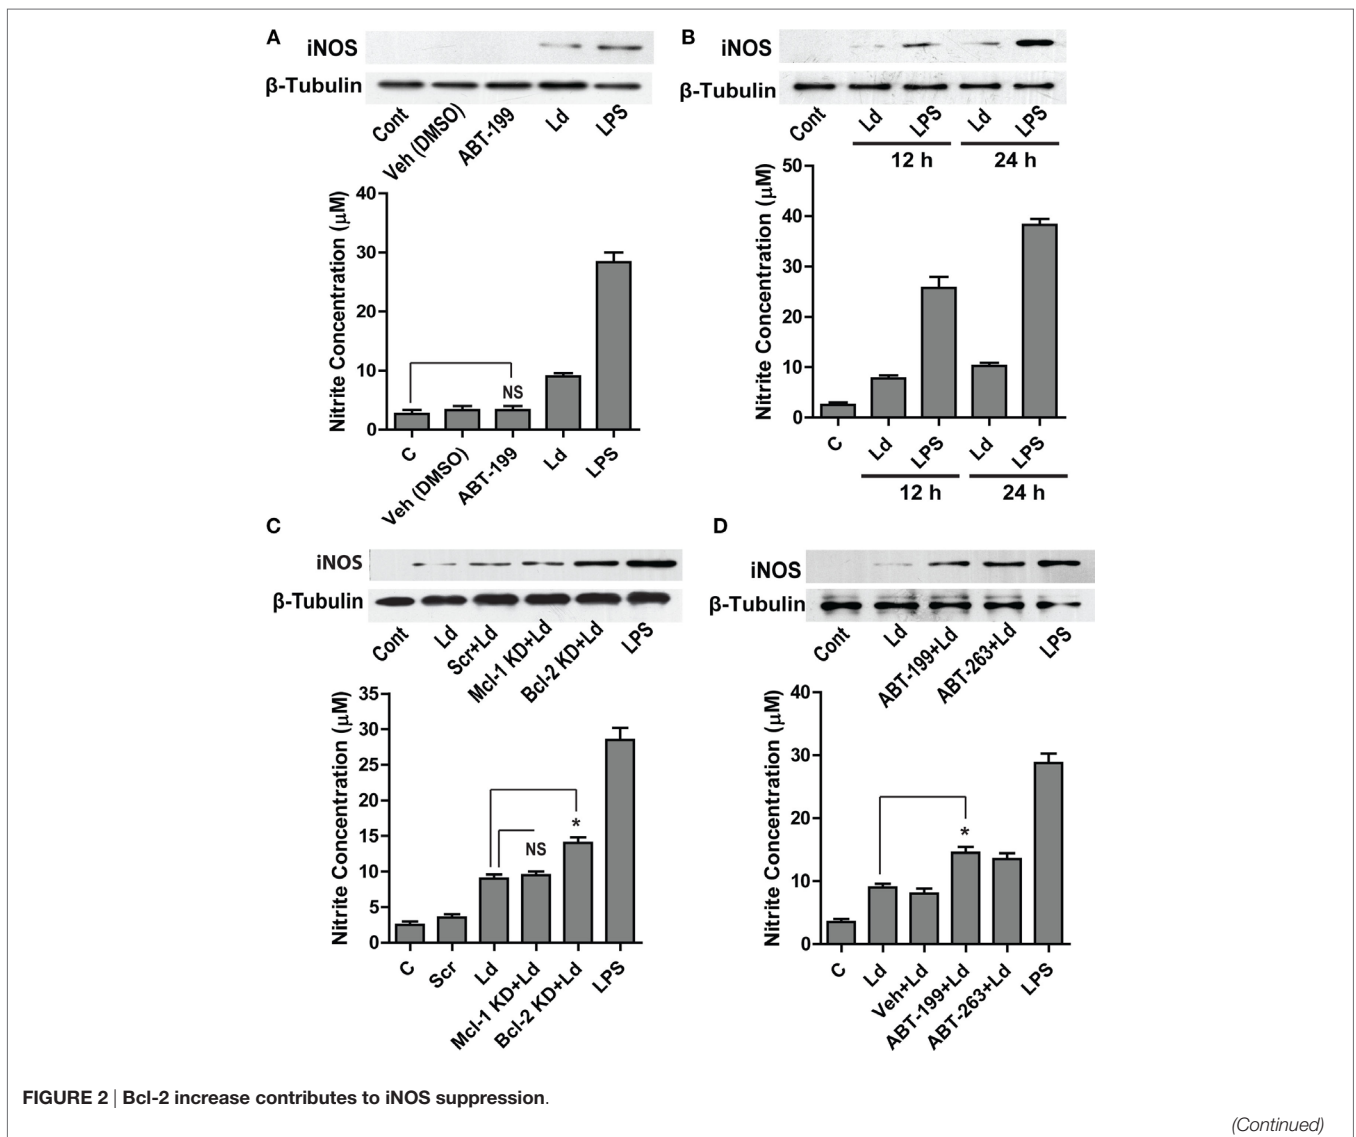 A
iNOS
β-Tubulin
Cont
Veh (DMSO)
ABT-199
Ld
LPS
Nitrite Concentration (μM)
40
30
20
10
0
NS
C
Veh (DMSO)
ABT-199
Ld
LPS
B
iNOS
β-Tubulin
Cont
Ld
LPS
Ld
LPS
12 h
24 h
Nitrite Concentration (μM)
50
40
30
20
10
0
C
Ld
LPS
Ld
LPS
12 h
24 h
C
iNOS
β-Tubulin
Cont
Ld
Scr+Ld
Mcl-1 KD+Ld
Bcl-2 KD+Ld
LPS
Nitrite Concentration (μM)
35
30
25
20
15
10
5
0
NS
*
C
Scr
Ld
Mcl-1 KD+Ld
Bcl-2 KD+Ld
LPS
D
iNOS
β-Tubulin
Cont
Ld
ABT-199+Ld
ABT-263+Ld
LPS
Nitrite Concentration (μM)
40
30
20
10
0
*
C
Ld
Veh+Ld
ABT-199+Ld
ABT-263+Ld
LPS
FIGURE 2 | Bcl-2 increase contributes to iNOS suppression.
(Continued)